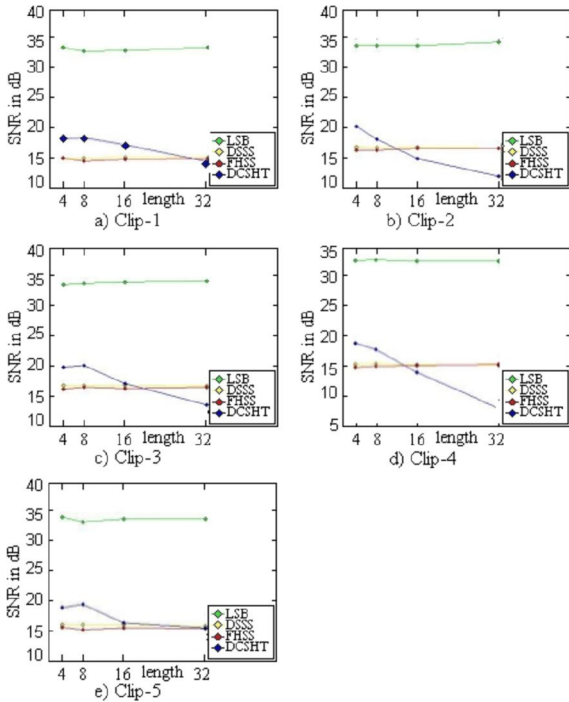 40
35
30
25
20
15
10
SNR in dB
LSB
DSSS
FHSS
DCSHT
4 8 16 length 32
a) Clip-1
40
35
30
25
20
15
10
SNR in dB
LSB
DSSS
FHSS
DCSHT
4 8 16 length 32
b) Clip-2
40
35
30
25
20
15
10
SNR in dB
LSB
DSSS
FHSS
DCSHT
4 8 16 length 32
c) Clip-3
40
35
30
25
20
15
10
5
SNR in dB
LSB
DSSS
FHSS
DCSHT
4 8 16 length 32
d) Clip-4
40
35
30
25
20
15
10
SNR in dB
LSB
DSSS
FHSS
DCSHT
4 8 16 length 32
e) Clip-5